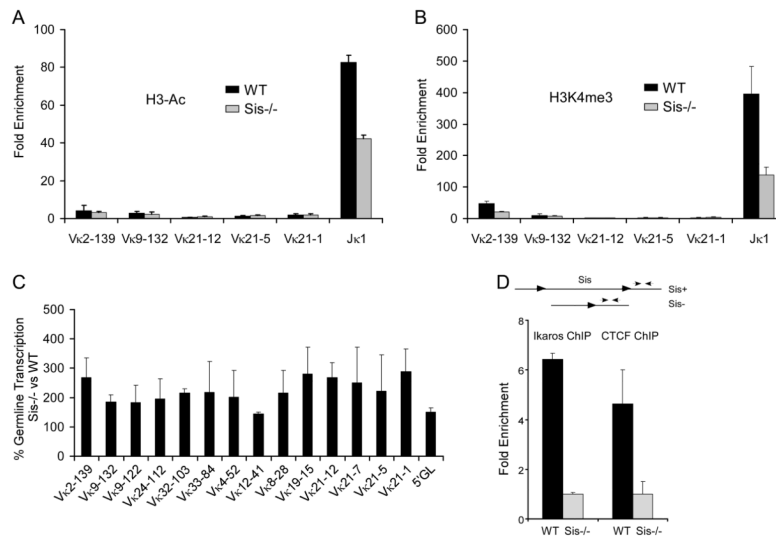 A
100
80
60
40
20
0
Fold Enrichment
H3-Ac
WT
Sis-/-
Vκ2-139 Vκ9-132 Vκ21-12 Vκ21-5 Vκ21-1 Jκ1
B
600
500
400
300
200
100
0
Fold Enrichment
H3K4me3
WT
Sis-/-
Vκ2-139 Vκ9-132 Vκ21-12 Vκ21-5 Vκ21-1 Jκ1
C
500
400
300
200
100
0
% Germline Transcription
Sis-/- vs WT
Vκ2-139
Vκ9-132
Vκ9-122
Vκ24-112
Vκ32-103
Vκ33-84
Vκ4-52
Vκ12-41
Vκ8-28
Vκ19-15
Vκ21-12
Vκ21-7
Vκ21-5
Vκ21-1
5'GL
D
Sis
Sis+
Sis-
Ikaros ChIP CTCF ChIP
8
6
4
2
0
Fold Enrichment
WT Sis-/- WT Sis-/-